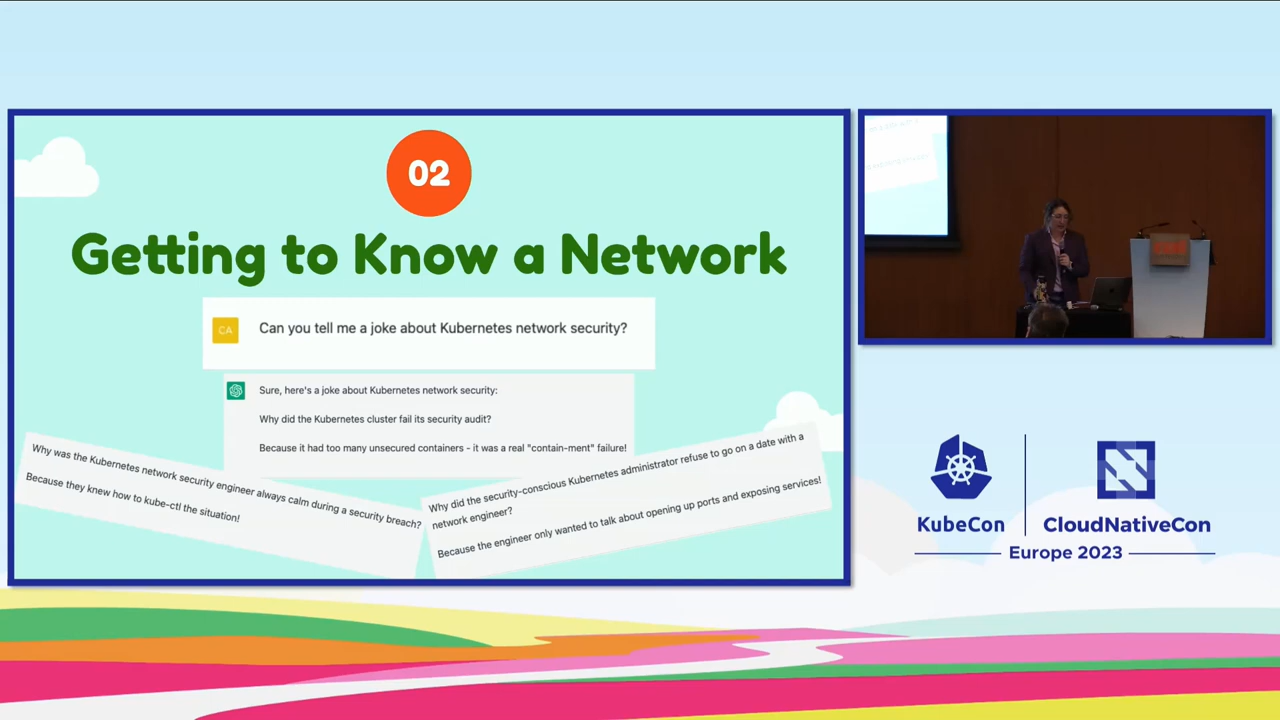 02
Getting to Know a Network
CA
Can you tell me a joke about Kubernetes network security?
Sure, here's a joke about Kubernetes network security:
Why did the Kubernetes cluster fail its security audit?
Because it had too many unsecured containers - it was a real "contain-ment" failure!
Why was the Kubernetes network security engineer always calm during a security breach?
Because they knew how to kube-ctl the situation!
Why did the security-conscious Kubernetes administrator refuse to go on a date with a
network engineer?
Because the engineer only wanted to talk about opening up ports and exposing services!
KubeCon
CloudNativeCon
Europe 2023